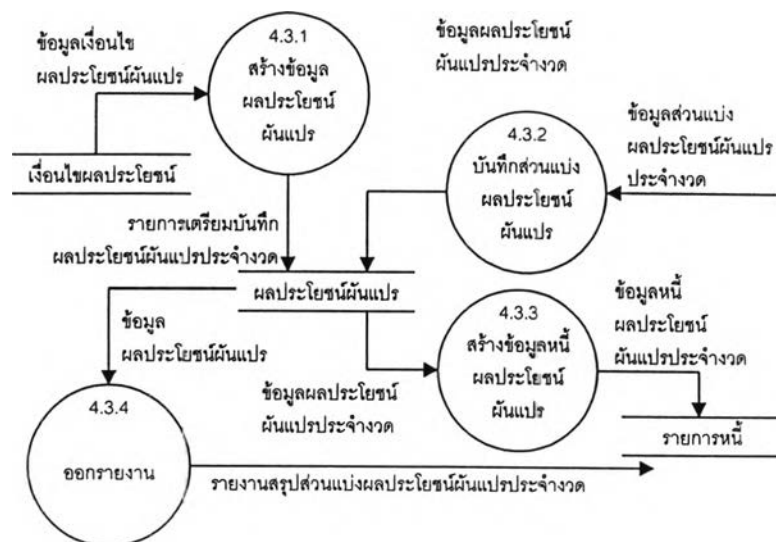 ข้อมูลเงื่อนไข
ผลประโยชน์ผันแปร
4.3.1
สร้างข้อมูล
ผลประโยชน์
ผันแปร
ข้อมูลผลประโยชน์
ผันแปรประจำงวด
เงื่อนไขผลประโยชน์
4.3.2
บันทึกส่วนแบ่ง
ผลประโยชน์
ผันแปร
ข้อมูลส่วนแบ่ง
ผลประโยชน์ผันแปร
ประจำงวด
รายการเตรียมบันทึก
ผลประโยชน์ผันแปรประจำงวด
ผลประโยชน์ผันแปร
ข้อมูล
ผลประโยชน์ผันแปร
4.3.3
สร้างข้อมูลหนี้
ผลประโยชน์
ผันแปร
ข้อมูลหนี้
ผลประโยชน์
ผันแปรประจำงวด
ข้อมูลผลประโยชน์
ผันแปรประจำงวด
รายการหนี้
4.3.4
ออกรายงาน
รายงานสรุปส่วนแบ่งผลประโยชน์ผันแปรประจำงวด